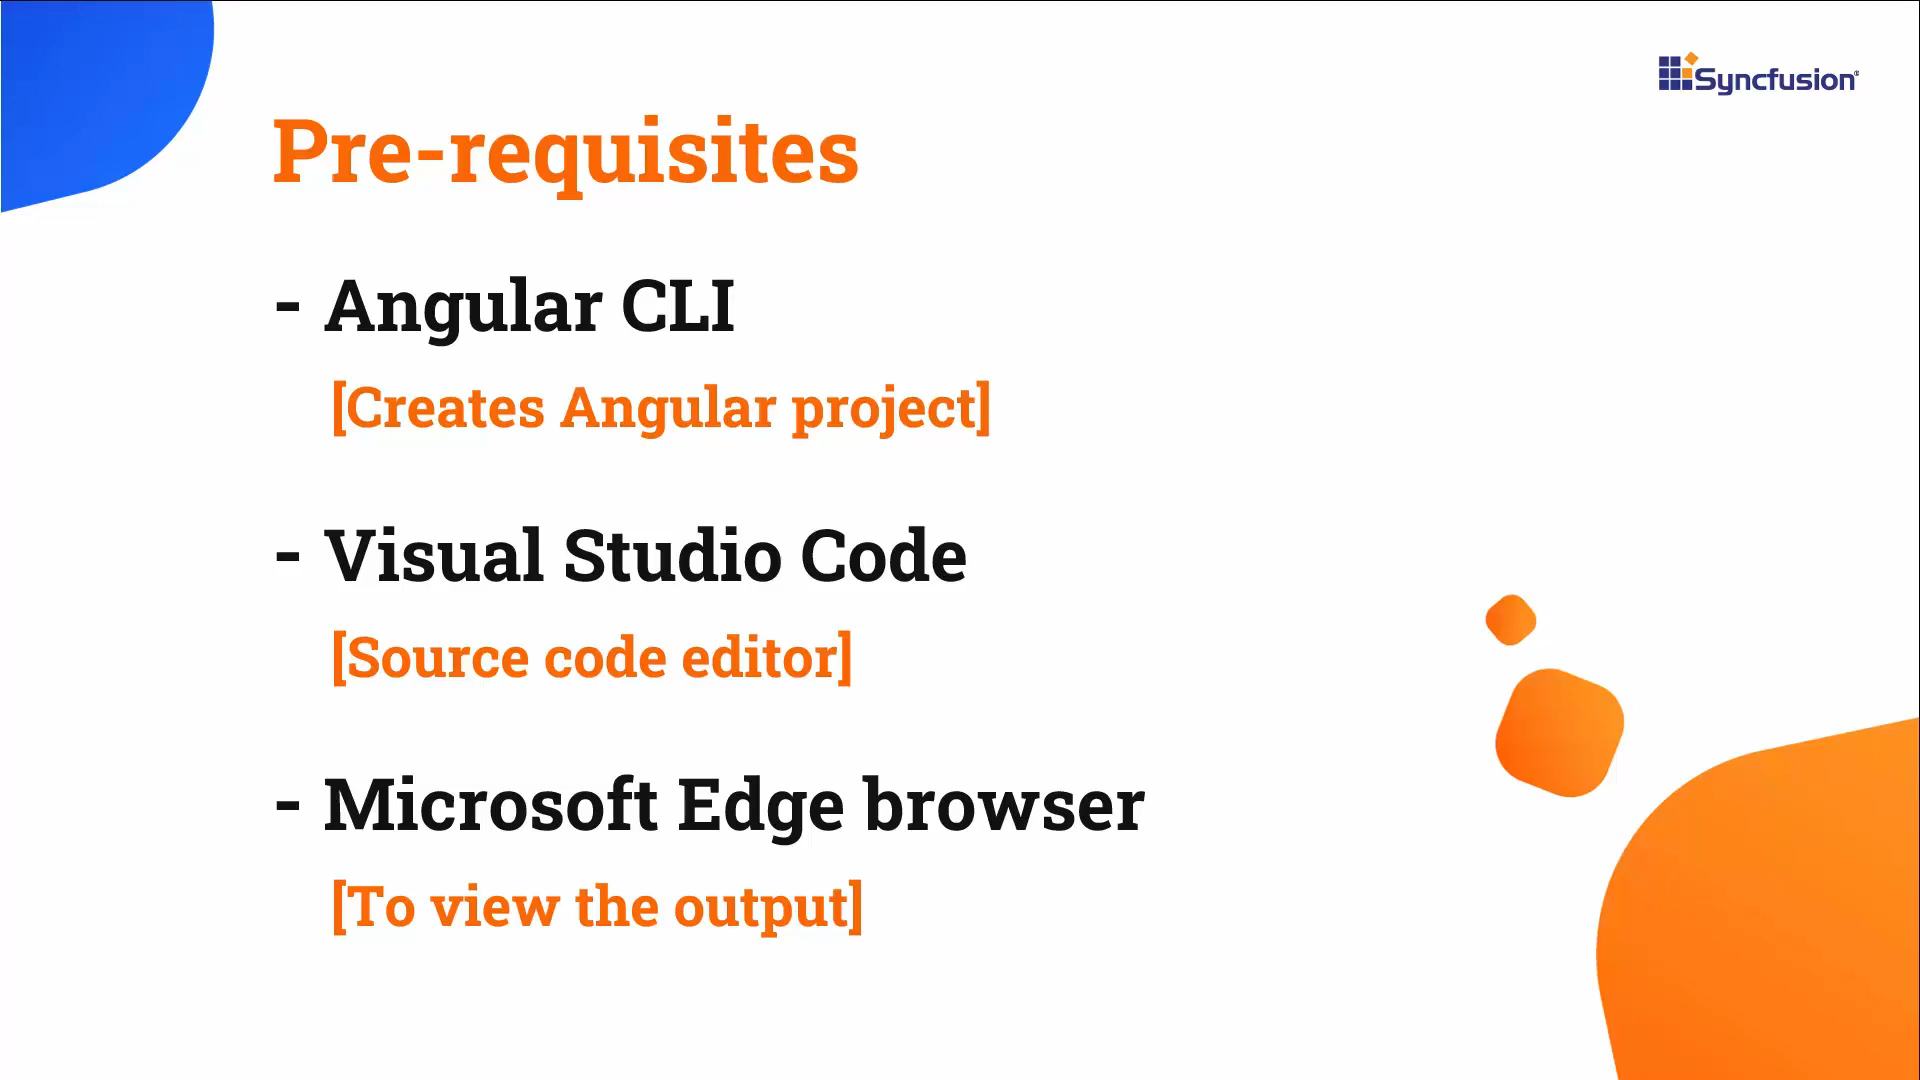 Syncfusion
Pre-requisites
- Angular CLI
[Creates Angular project]
- Visual Studio Code
[Source code editor]
- Microsoft Edge browser
[To view the output]